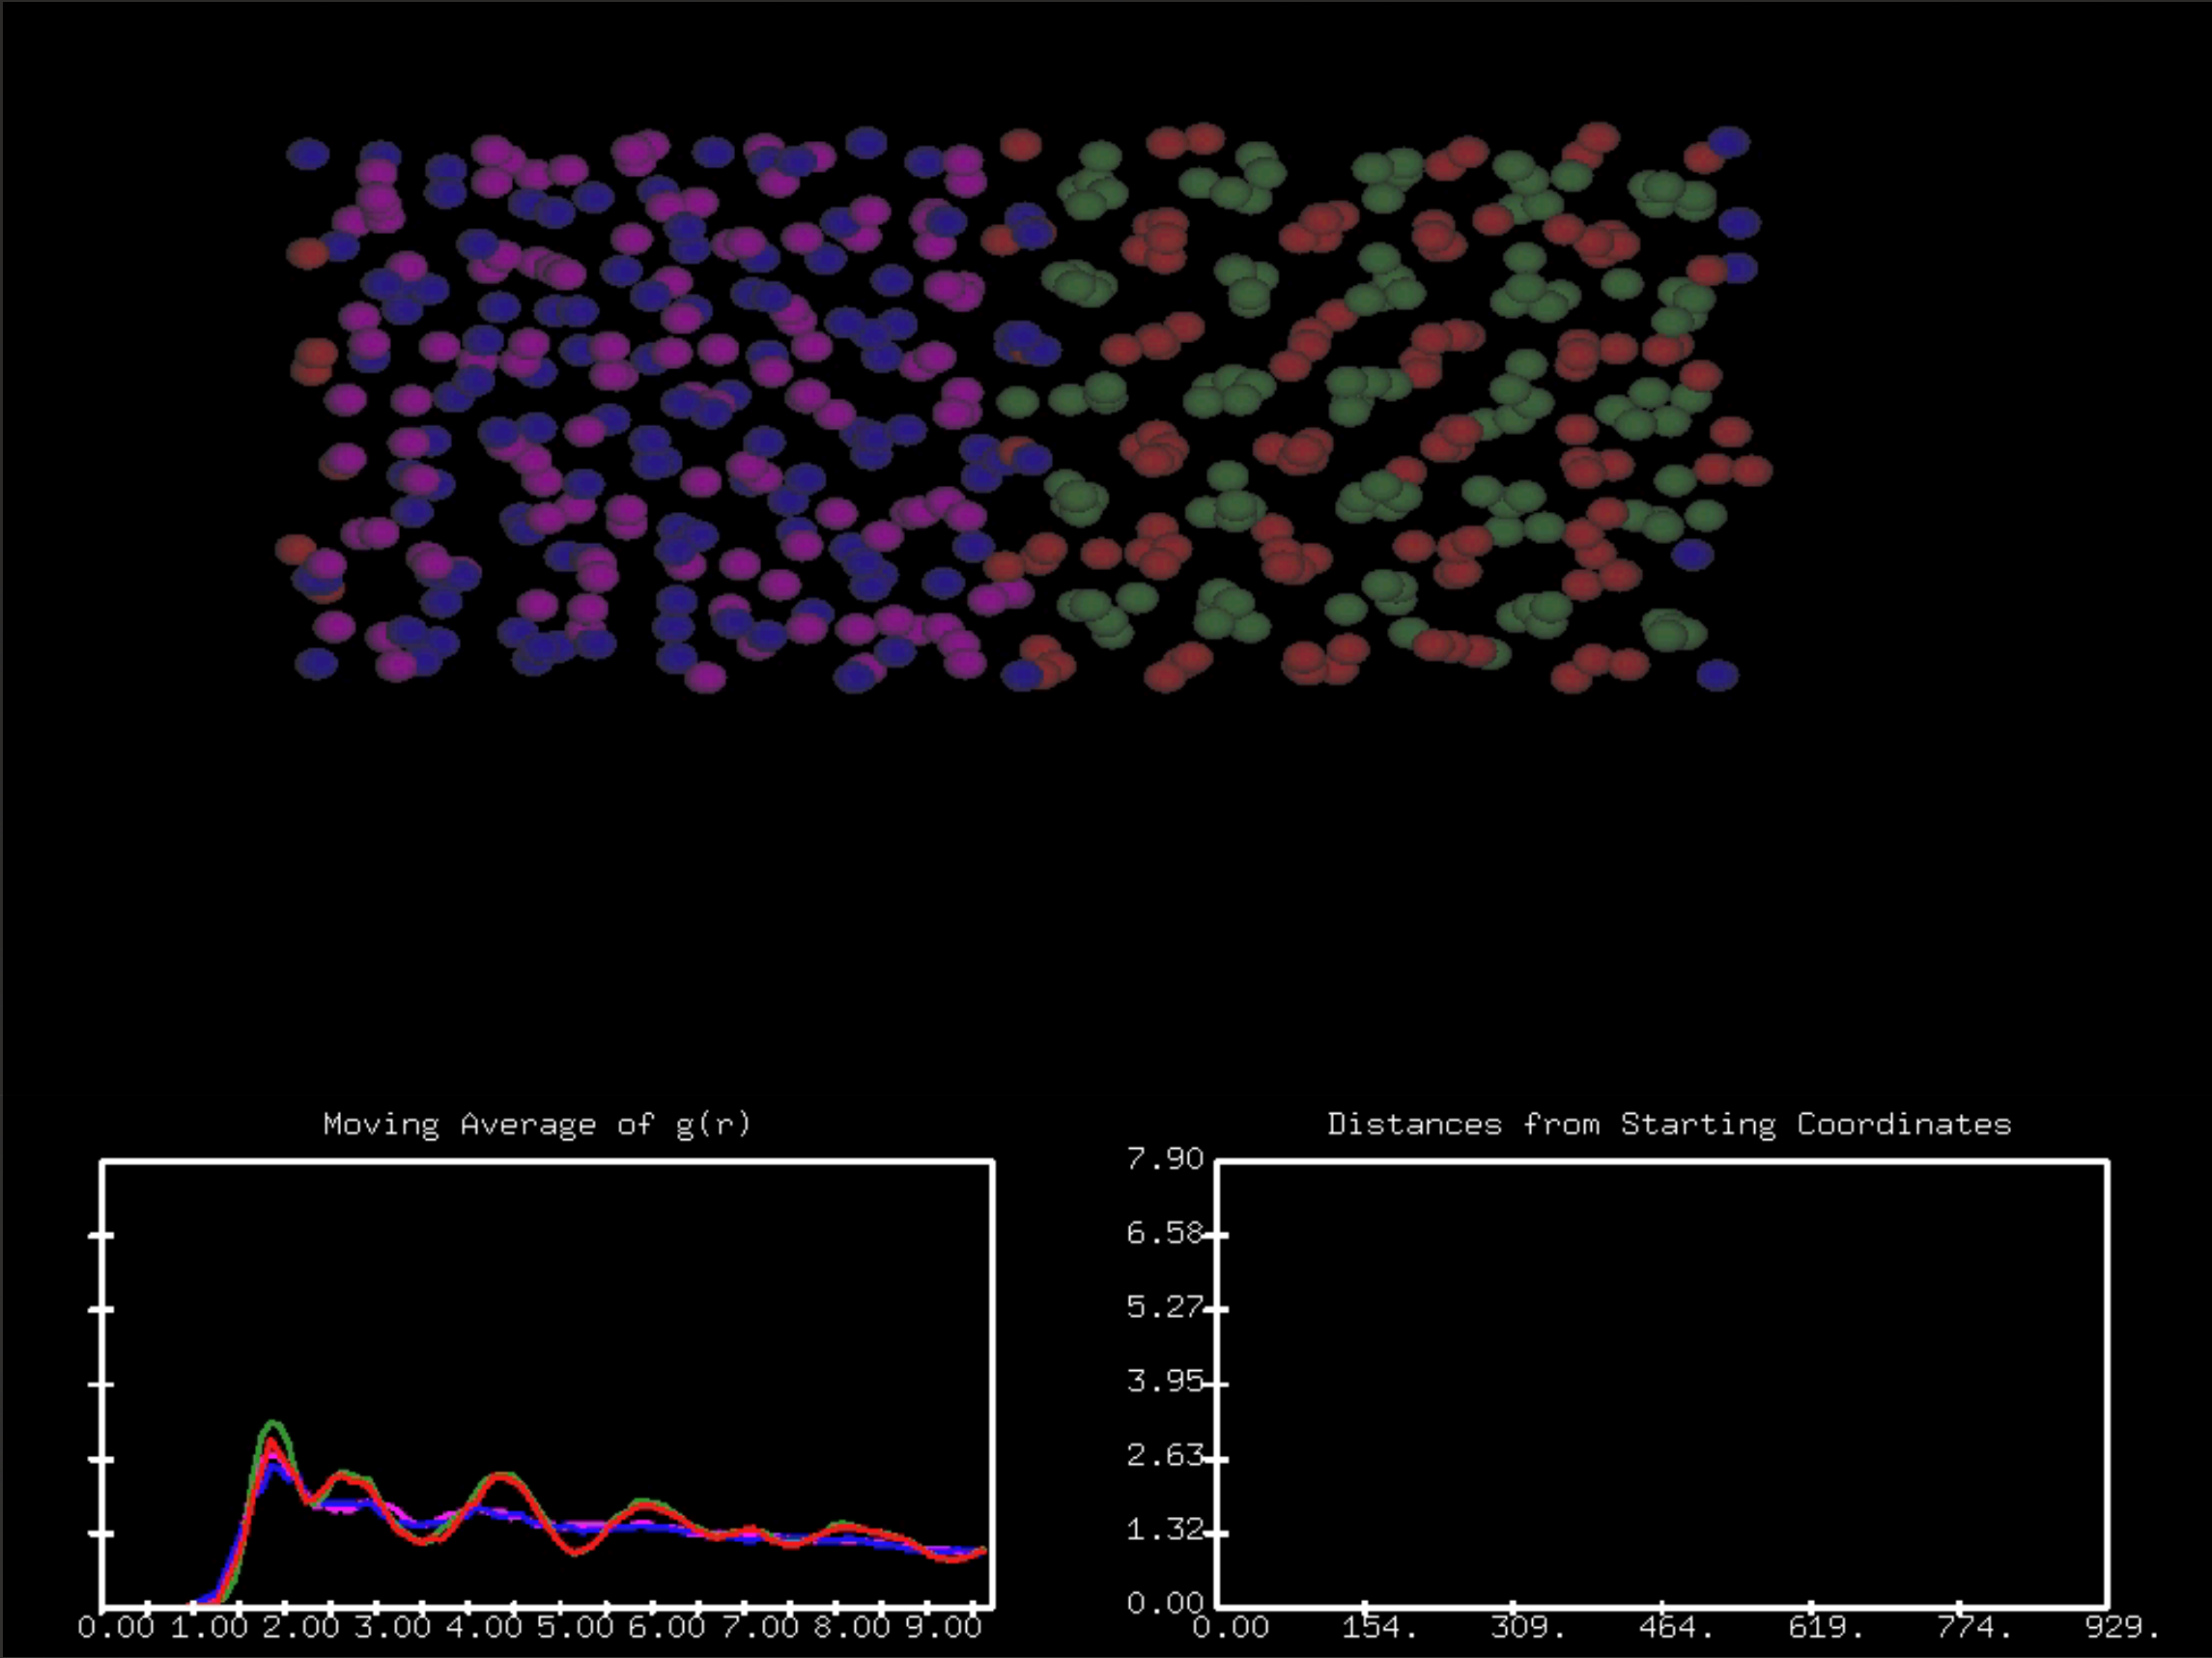 Moving Average of g(r)
0.00 1.00 2.00 3.00 4.00 5.00 6.00 7.00 8.00 9.00
Distances from Starting Coordinates
7.90
6.58
5.27
3.95
2.63
1.32
0.00
0.00 154. 309. 464. 619. 774. 929.